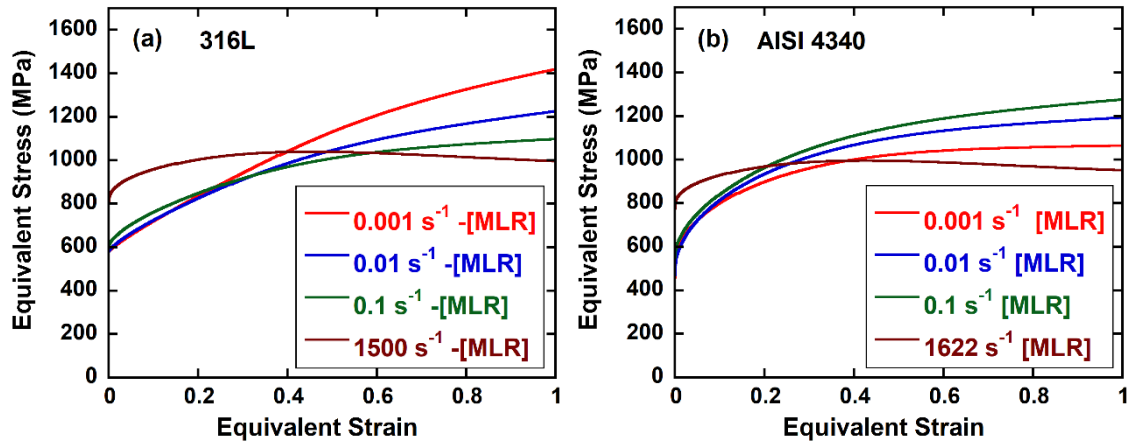 (a) 316L
Equivalent Stress (MPa)
1600
1400
1200
1000
800
600
400
200
0
0 0.2 0.4 0.6 0.8 1
Equivalent Strain
0.001 s⁻¹ -[MLR]
0.01 s⁻¹ -[MLR]
0.1 s⁻¹ -[MLR]
1500 s⁻¹ -[MLR]
(b) AISI 4340
Equivalent Stress (MPa)
1600
1400
1200
1000
800
600
400
200
0
0 0.2 0.4 0.6 0.8 1
Equivalent Strain
0.001 s⁻¹ [MLR]
0.01 s⁻¹ [MLR]
0.1 s⁻¹ [MLR]
1622 s⁻¹ [MLR]